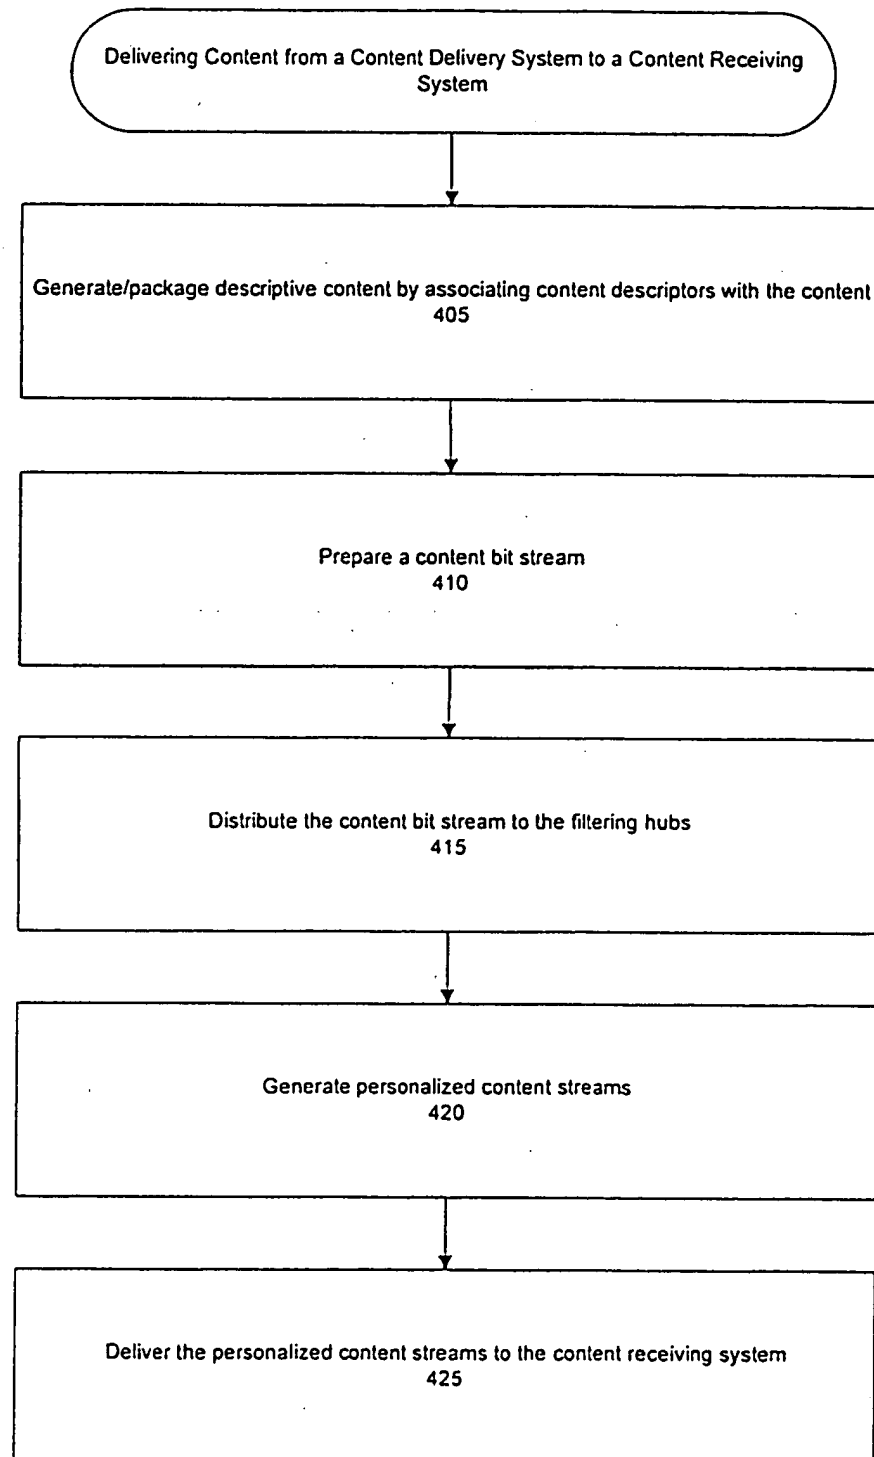 Delivering Content from a Content Delivery System to a Content Receiving
System
Generate/package descriptive content by associating content descriptors with the content
405
Prepare a content bit stream
410
Distribute the content bit stream to the filtering hubs
415
Generate personalized content streams
420
Deliver the personalized content streams to the content receiving system
425